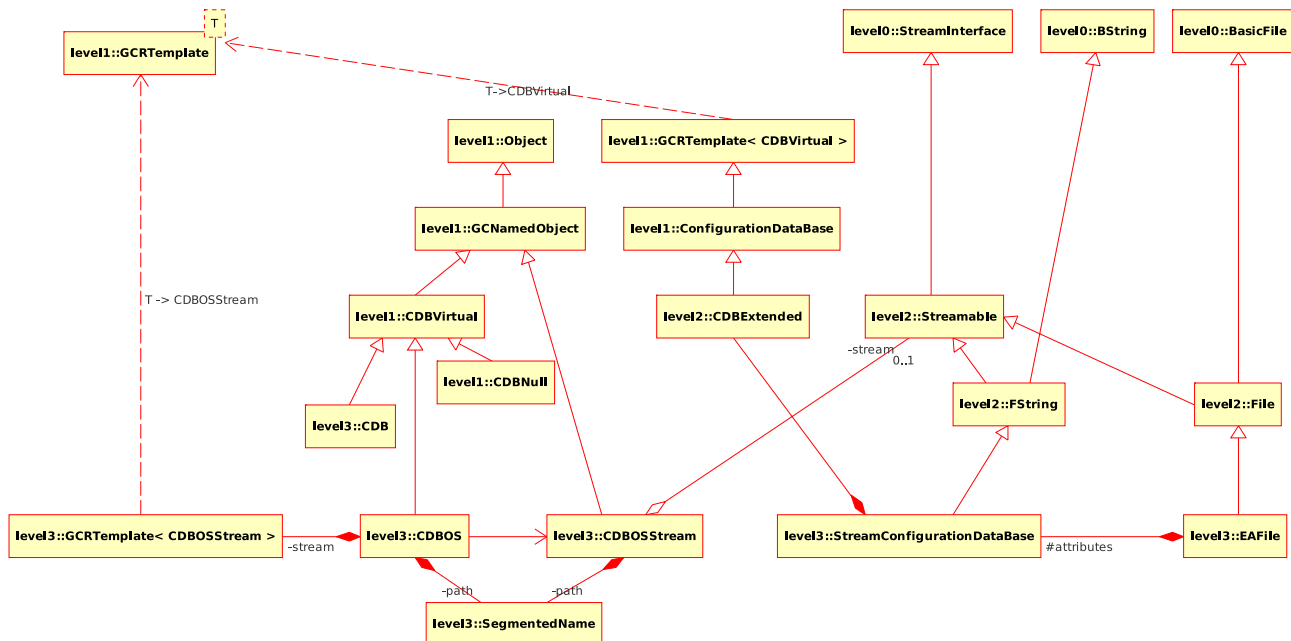 T
level1::GCRTemplate
level0::StreamInterface
level0::BString
level0::BasicFile
T->CDBVirtual
level1::Object
level1::GCRTemplate< CDBVirtual >
level1::GCNamedObject
level1::ConfigurationDataBase
T -> CDBOSStream
level1::CDBVirtual
level2::CDBExtended
level2::Streamable
-stream
0..1
level1::CDBNull
level3::CDB
level2::FString
level2::File
level3::GCRTemplate< CDBOSStream >
-stream
level3::CDBOS
level3::CDBOSStream
level3::StreamConfigurationDataBase
#attributes
level3::EAFile
-path
-path
level3::SegmentedName